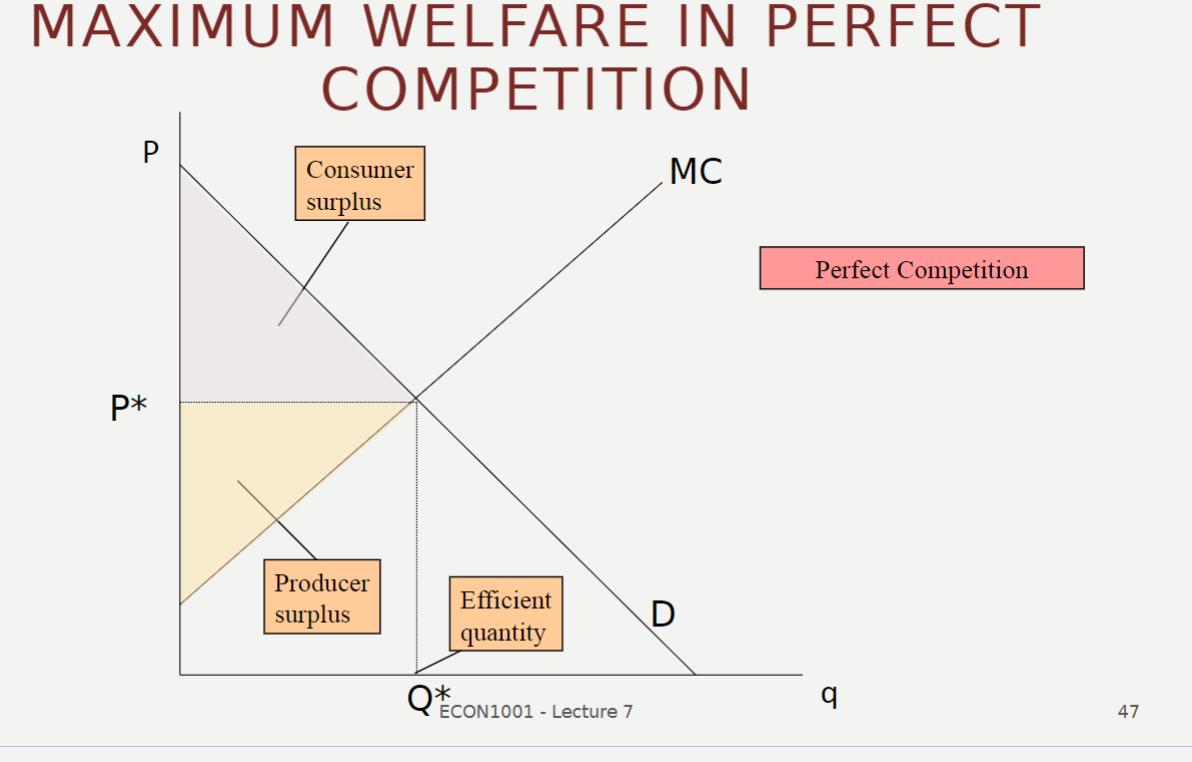 MAXIMUM WELFARE IN PERFECT
COMPETITION
P
Consumer
surplus
MC
Perfect Competition
P*
Producer
surplus
Efficient
quantity
D
Q*
q
ECON1001 - Lecture 7
47